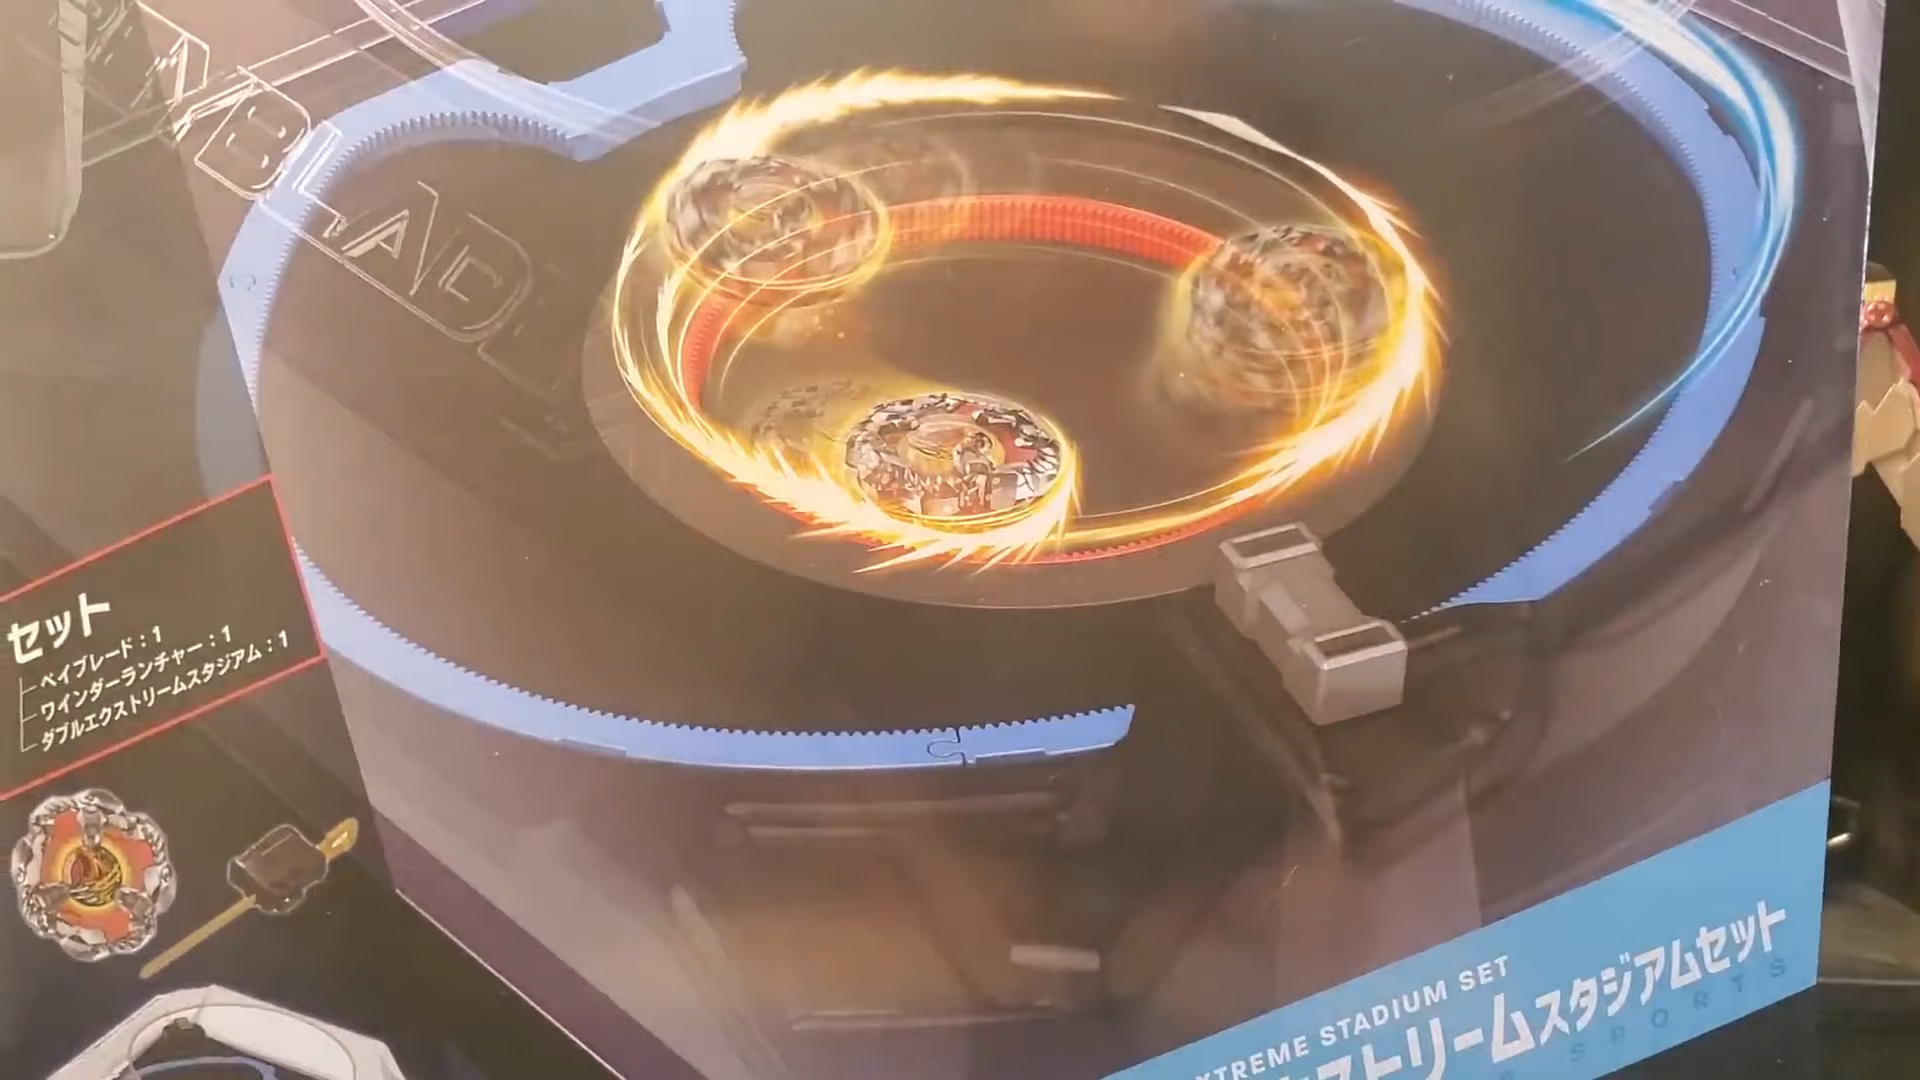 セット
ベイブレード：1
ワインダーランチャー：1
ダブルエクストリームスタジアム：1
XTREME STADIUM SET
ストリームスタジアムセット
SPORTS